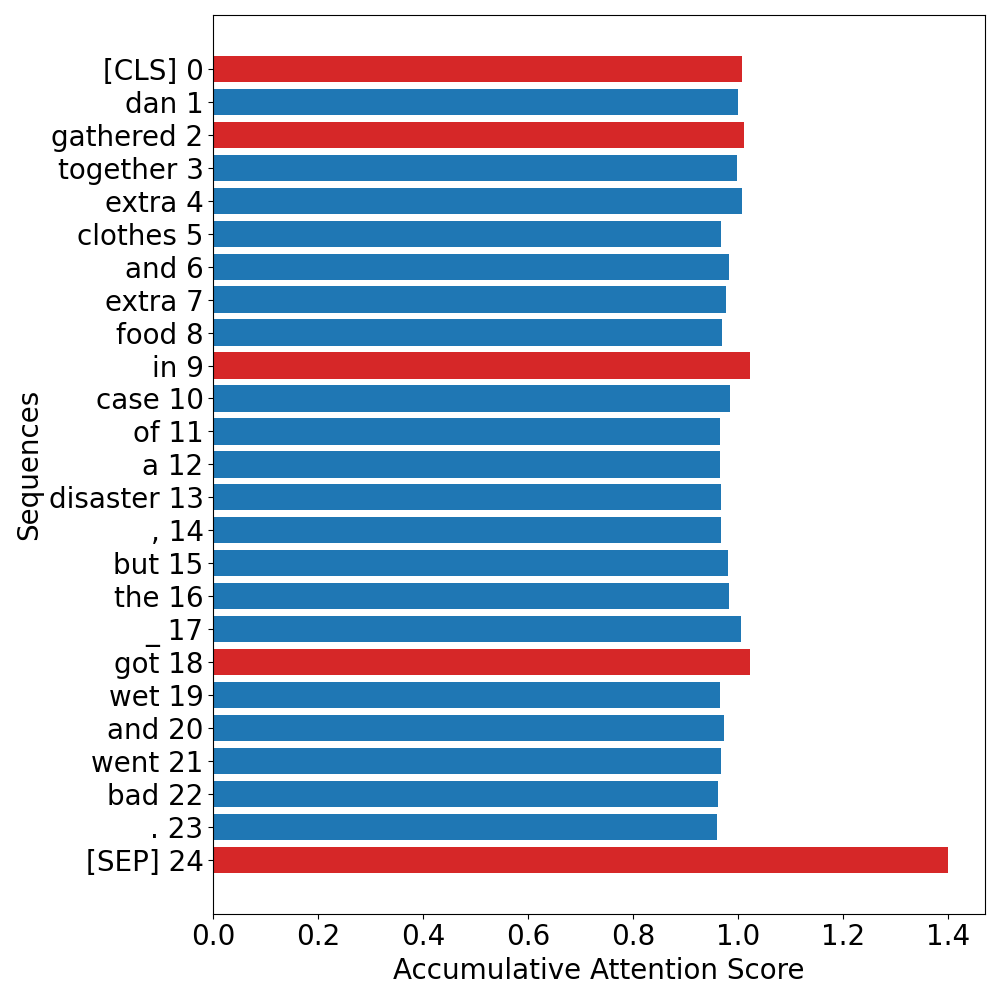 [CLS] 0
dan 1
gathered 2
together 3
extra 4
clothes 5
and 6
extra 7
food 8
in 9
case 10
of 11
a 12
disaster 13
, 14
but 15
the 16
_ 17
got 18
wet 19
and 20
went 21
bad 22
. 23
[SEP] 24
Sequences
0.0 0.2 0.4 0.6 0.8 1.0 1.2 1.4
Accumulative Attention Score